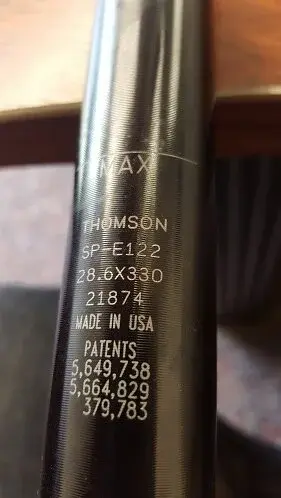 MAX
THOMSON
SP-E122
28.6X330
21874
MADE IN USA
PATENTS
5,649,738
5,664,829
379,783